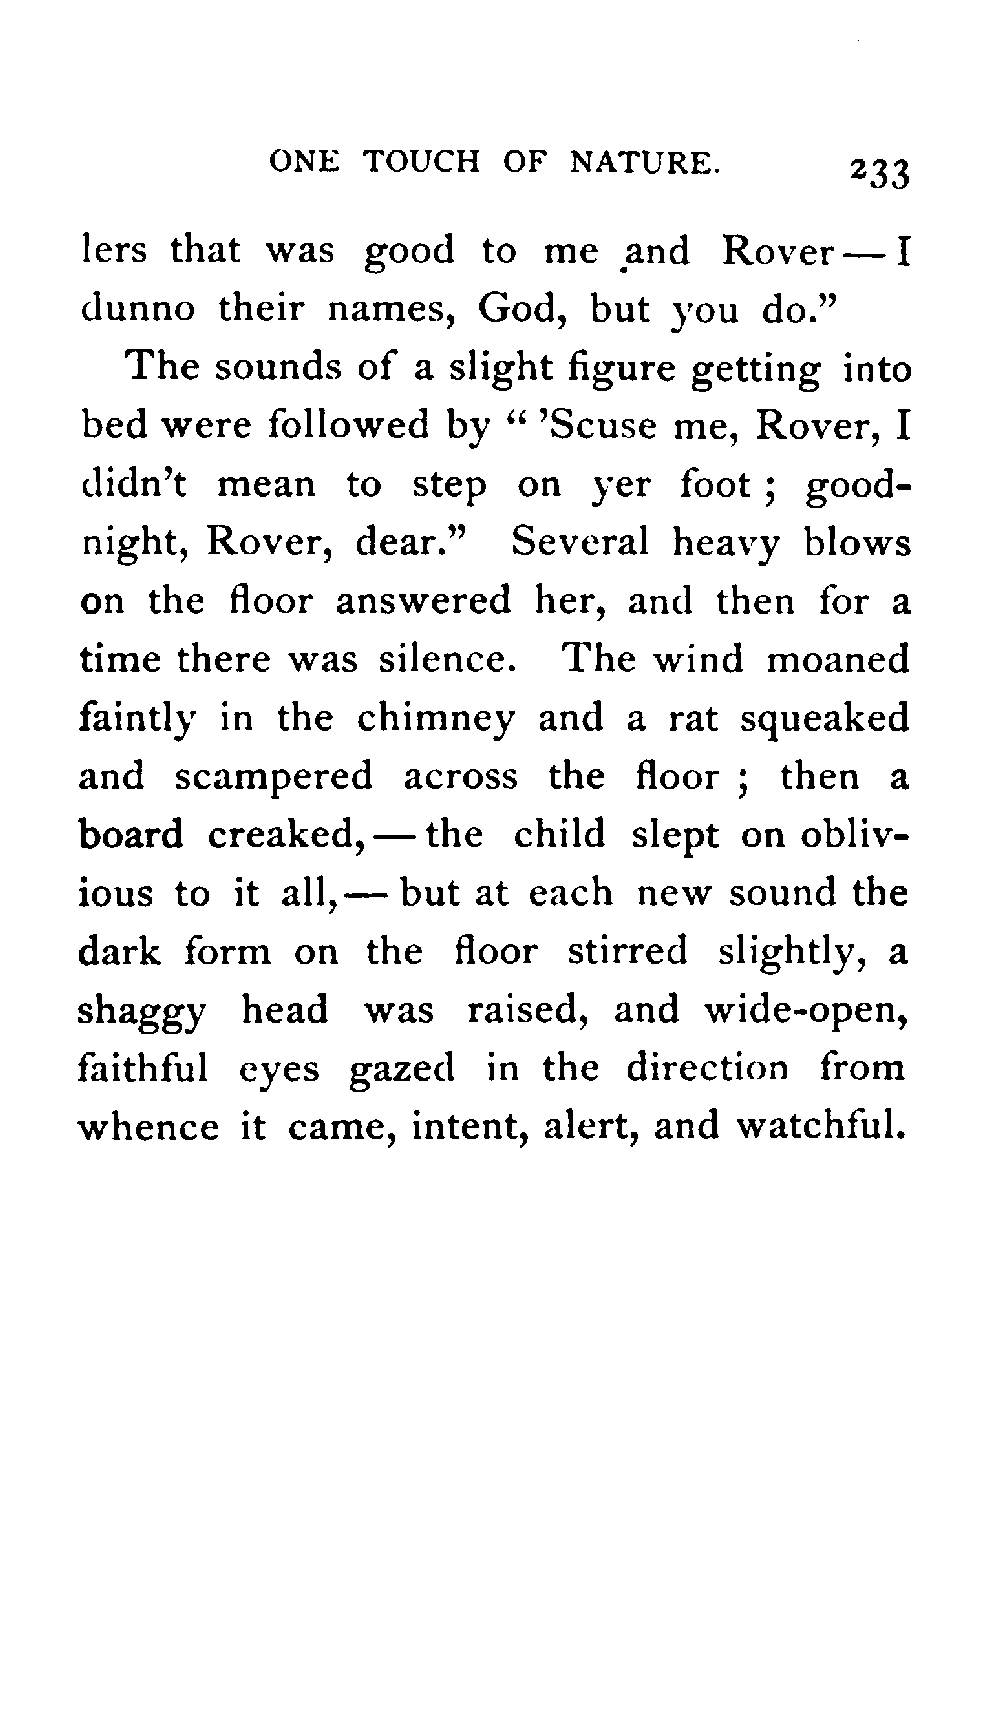 ONE TOUCH OF NATURE. 233
lers that was good to me and Rover — I
dunno their names, God, but you do.”
The sounds of a slight figure getting into
bed were followed by “ ’Scuse me, Rover, I
didn’t mean to step on yer foot ; good-
night, Rover, dear.” Several heavy blows
on the floor answered her, and then for a
time there was silence. The wind moaned
faintly in the chimney and a rat squeaked
and scampered across the floor ; then a
board creaked, — the child slept on obliv-
ious to it all, — but at each new sound the
dark form on the floor stirred slightly, a
shaggy head was raised, and wide-open,
faithful eyes gazed in the direction from
whence it came, intent, alert, and watchful.